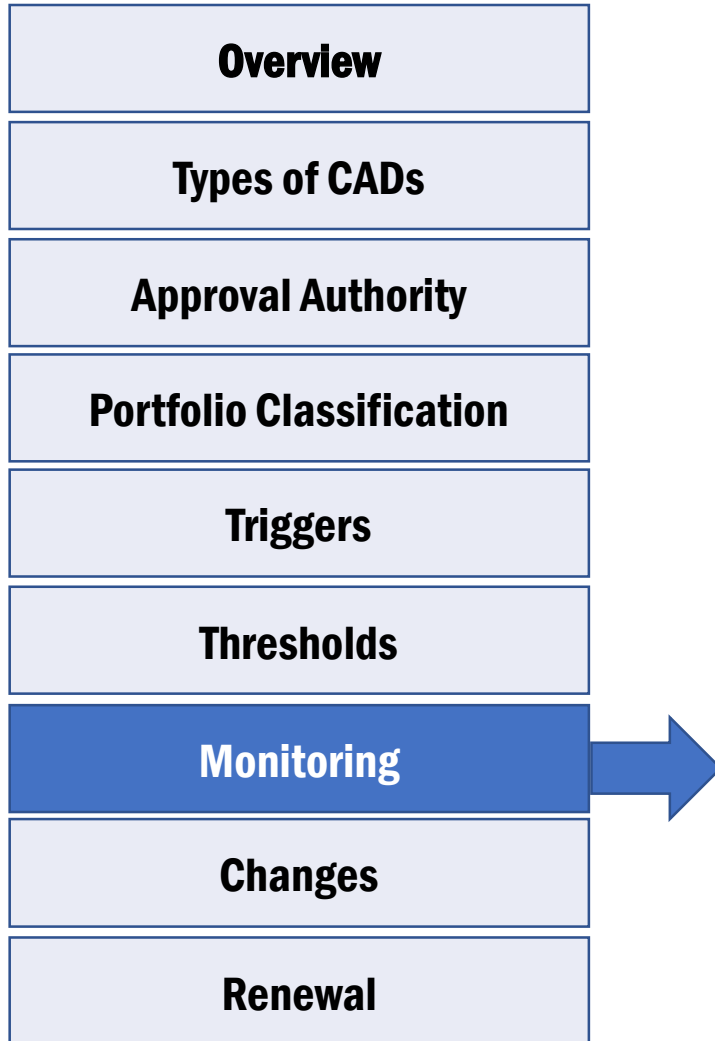 Overview
Types of CADs
Approval Authority
Portfolio Classification
Triggers
Thresholds
Monitoring
Changes
Renewal